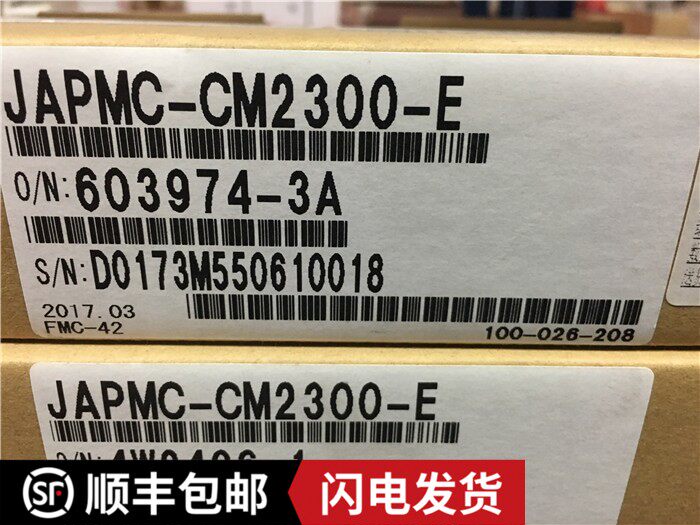 JAPMC-CM2300-E
O/N:603974-3A
S/N:D0173M550610018
2017.03
FMC-42
100-026-208
JAPMC-CM2300-E
SF 顺丰包邮 闪电发货